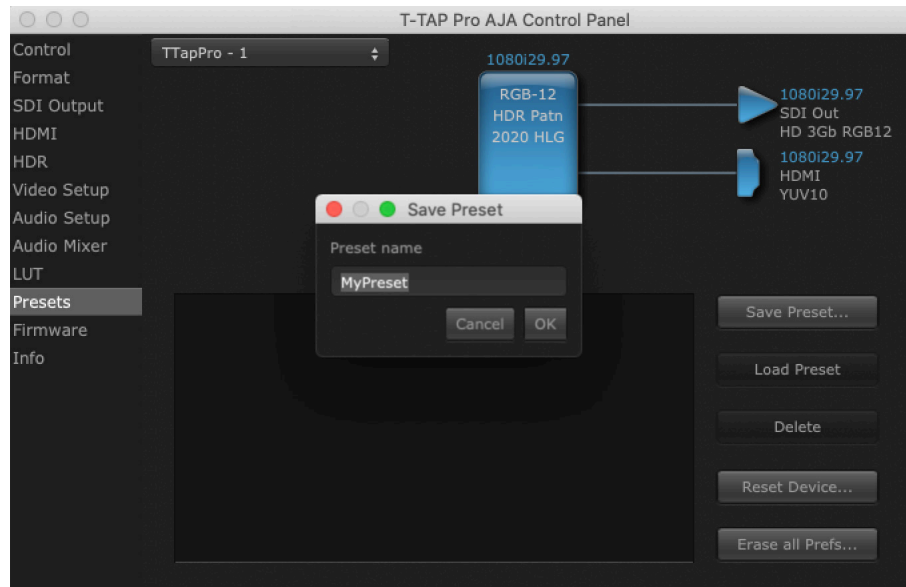 T-TAP Pro AJA Control Panel
Control
Format
SDI Output
HDMI
HDR
Video Setup
Audio Setup
Audio Mixer
LUT
Presets
Firmware
Info
TTapPro - 1
1080i29.97
RGB-12
HDR Patn
2020 HLG
1080i29.97
SDI Out
HD 3Gb RGB12
1080i29.97
HDMI
YUV10
Save Preset
Preset name
MyPreset
Cancel
OK
Save Preset...
Load Preset
Delete
Reset Device...
Erase all Prefs...